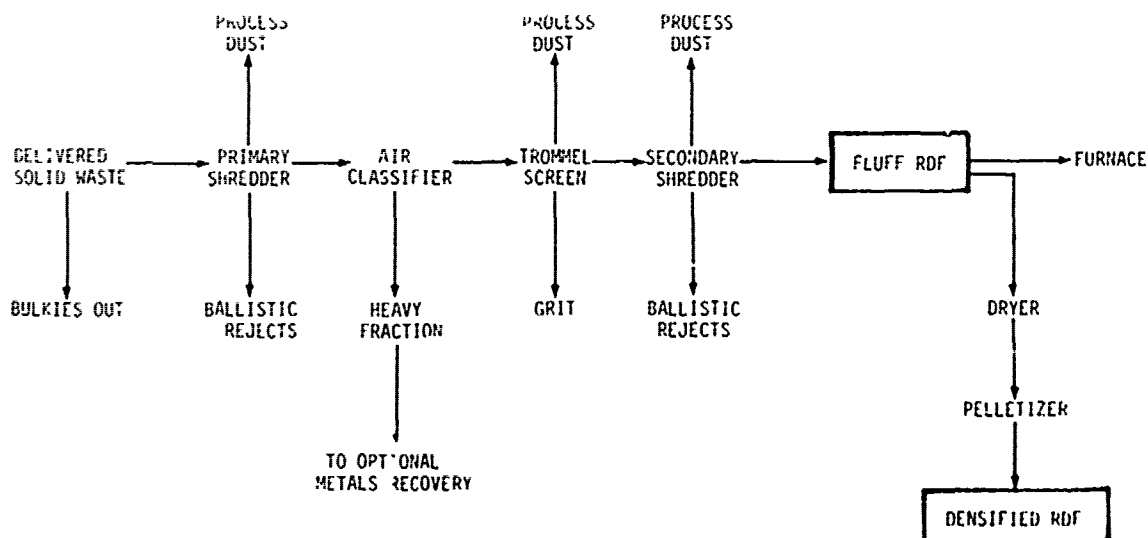 PROCESS
DUST
PROCESS
DUST
PROCESS
DUST
DELIVERED
SOLID WASTE
PRIMARY
SHREDDER
AIR
CLASSIFIER
TROMMEL
SCREEN
SECONDARY
SHREDDER
FLUFF RDF
FURNACE
BULKIES OUT
BALLISTIC
REJECTS
HEAVY
FRACTION
GRIT
BALLISTIC
REJECTS
DRYER
PELLETIZER
TO OPTIONAL
METALS RECOVERY
DENSIFIED RDF